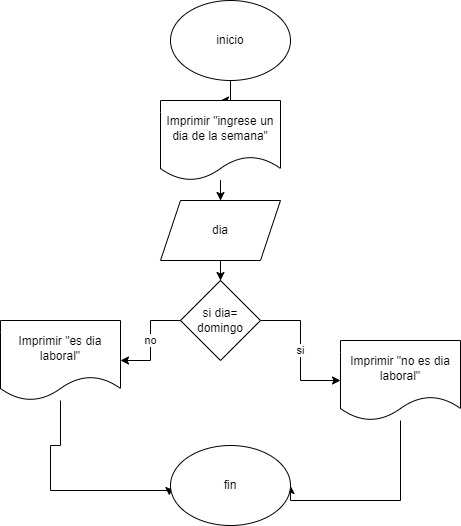 inicio
Imprimir "ingrese un
dia de la semana"
dia
si dia=
domingo
no
si
Imprimir "es dia
laboral"
Imprimir "no es dia
laboral"
fin